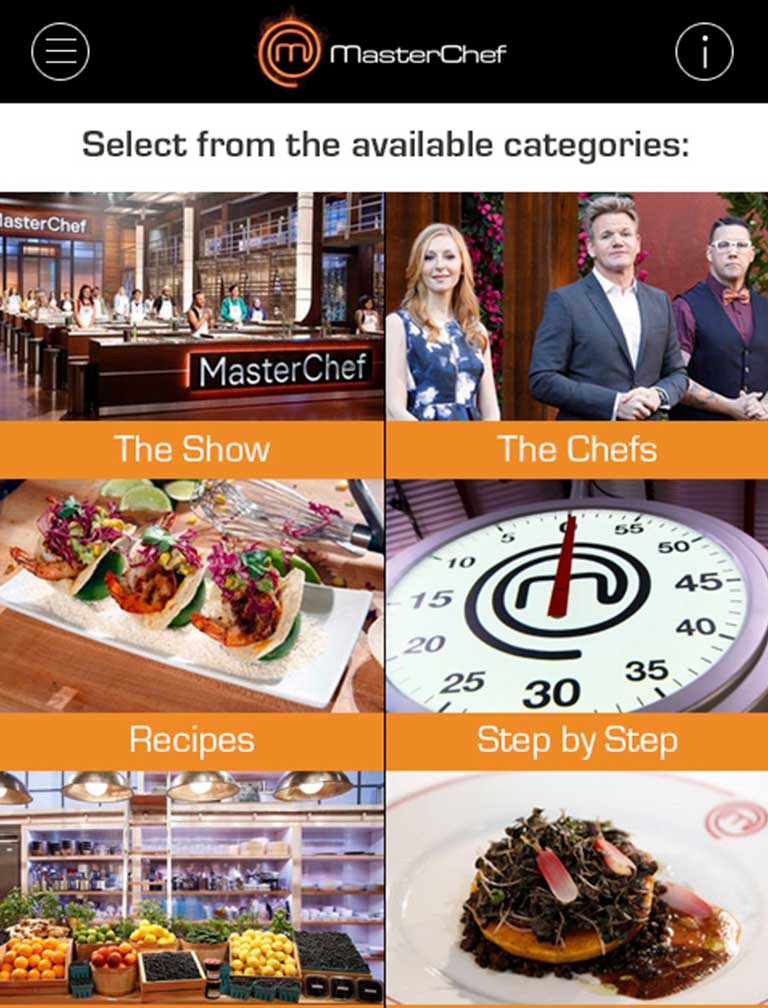 MasterChef
Select from the available categories:
MasterChef
MasterChef
The Show
The Chefs
0
5
55
10
50
15
45
20
40
25
35
30
Recipes
Step by Step